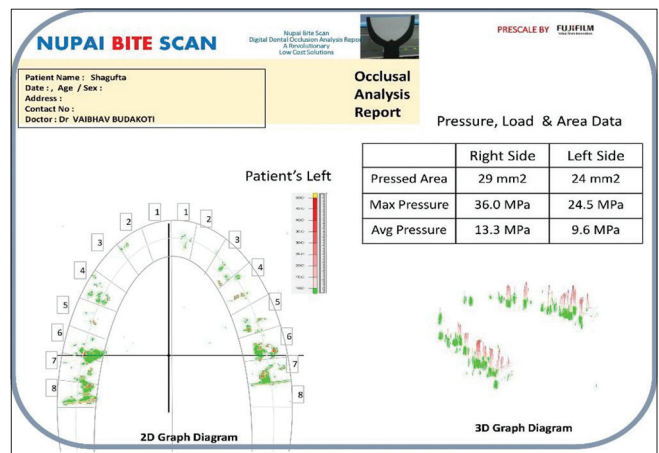 NUPAI BITE SCAN
Nupai Bite Scan
Digital Dental Occlusion Analysis Repor
A Revolutionary
Low Cost Solutions
PRESCALE BY FUJIFILM
Patient Name : Shagufta
Date : , Age / Sex :
Address :
Contact No :
Doctor : Dr VAIBHAV BUDAKOTI
Occlusal
Analysis
Report
Pressure, Load & Area Data
Right Side Left Side
Pressed Area 29 mm2 24 mm2
Max Pressure 36.0 MPa 24.5 MPa
Avg Pressure 13.3 MPa 9.6 MPa
Patient's Left
1 1
2 2
3 3
4 4
5 5
6 6
7 7
8 8
2D Graph Diagram
3D Graph Diagram